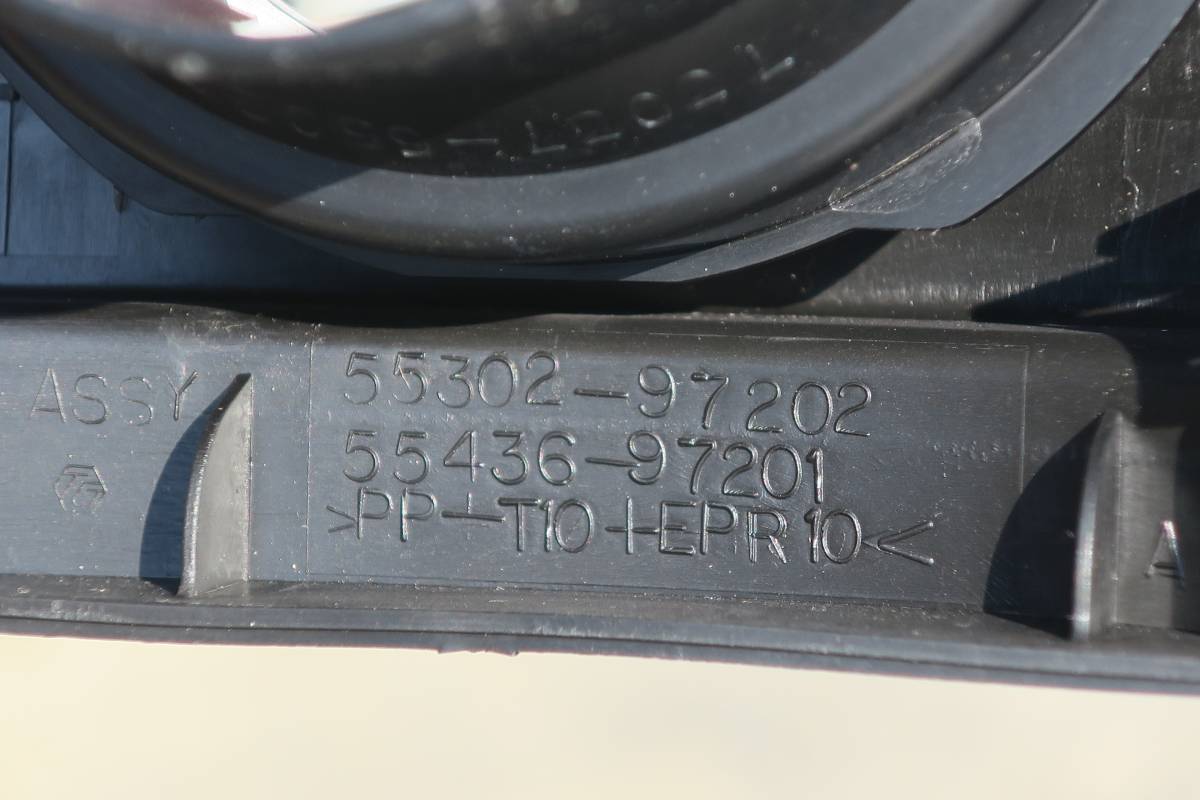 ASSY
55302-97202
55436-97201
>PP+T10+EPR10<
A